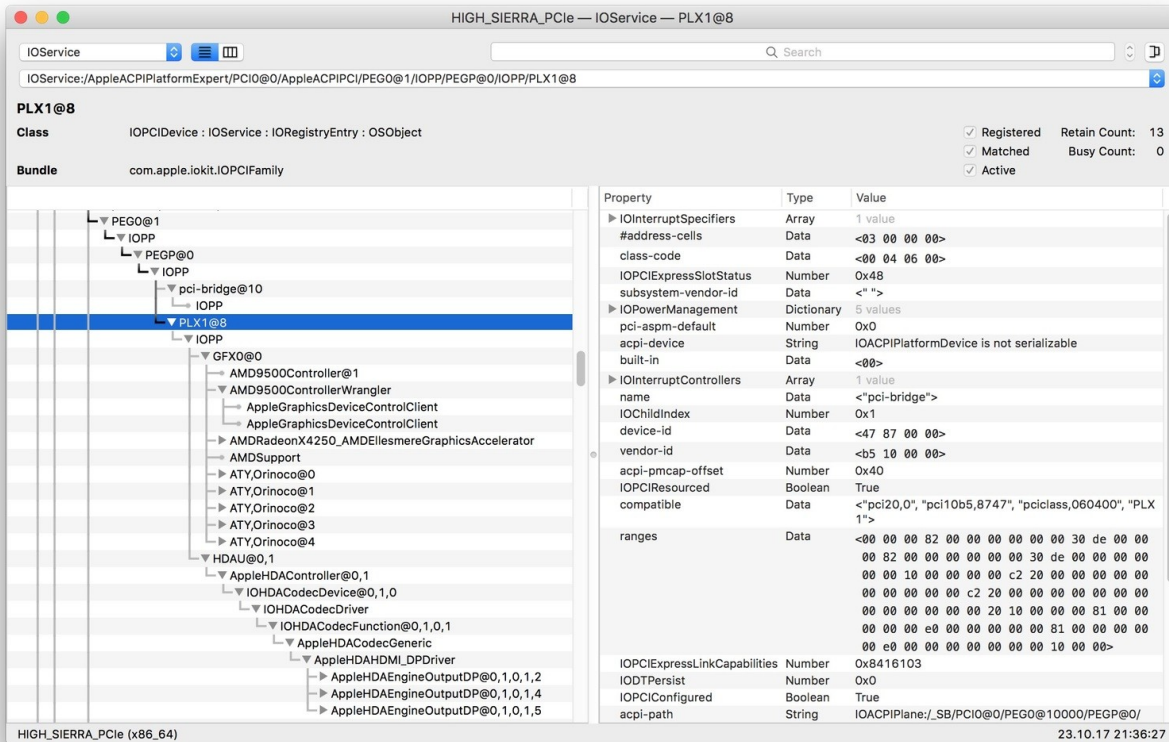 HIGH_SIERRA_PCIe — IOService — PLX1@8
IOService
Search
IOService:/AppleACPIPlatformExpert/PCI0@0/AppleACPIPCI/PEG0@1/IOPP/PEGP@0/IOPP/PLX1@8
PLX1@8
Class IOPCIDevice : IOService : IORegistryEntry : OSObject
Registered Retain Count: 13
Matched Busy Count: 0
Bundle com.apple.iokit.IOPCIFamily
Active
PEG0@1
IOPP
PEGP@0
IOPP
pci-bridge@10
IOPP
PLX1@8
IOPP
GFX0@0
AMD9500Controller@1
AMD9500ControllerWrangler
AppleGraphicsDeviceControlClient
AppleGraphicsDeviceControlClient
AMDRadeonX4250_AMDEllesmereGraphicsAccelerator
AMDSupport
ATY,Orinoco@0
ATY,Orinoco@1
ATY,Orinoco@2
ATY,Orinoco@3
ATY,Orinoco@4
HDAU@0,1
AppleHDAController@0,1
IOHDACodecDevice@0,1,0
IOHDACodecDriver
IOHDACodecFunction@0,1,0,1
AppleHDACodecGeneric
AppleHDAHDMI_DPDriver
AppleHDAEngineOutputDP@0,1,0,1,2
AppleHDAEngineOutputDP@0,1,0,1,4
AppleHDAEngineOutputDP@0,1,0,1,5
Property Type Value
IOInterruptSpecifiers Array 1 value
#address-cells Data <03 00 00 00>
class-code Data <00 04 06 00>
IOPCIExpressSlotStatus Number 0x48
subsystem-vendor-id Data <" ">
IOPowerManagement Dictionary 5 values
pci-aspm-default Number 0x0
acpi-device String IOACPIPlatformDevice is not serializable
built-in Data <00>
IOInterruptControllers Array 1 value
name Data <"pci-bridge">
IOChildIndex Number 0x1
device-id Data <47 87 00 00>
vendor-id Data <b5 10 00 00>
acpi-pmcap-offset Number 0x40
IOPCIResourced Boolean True
compatible Data <"pci20,0", "pci10b5,8747", "pciclass,060400", "PLX
1">
ranges Data <00 00 00 82 00 00 00 00 00 00 30 de 00 00
00 82 00 00 00 00 00 00 30 de 00 00 00 00
00 00 10 00 00 00 00 c2 20 00 00 00 00 00
00 00 00 00 00 c2 20 00 00 00 00 00 00 00
00 00 00 00 00 00 20 10 00 00 00 81 00 00
00 00 00 e0 00 00 00 00 00 81 00 00 00 00
00 e0 00 00 00 00 00 00 00 10 00 00>
IOPCIExpressLinkCapabilities Number 0x8416103
IODTPersist Number 0x0
IOPCIConfigured Boolean True
acpi-path String IOACPIPlane:/_SB/PCI0@0/PEG0@10000/PEGP@0/
HIGH_SIERRA_PCIe (x86_64)
23.10.17 21:36:27